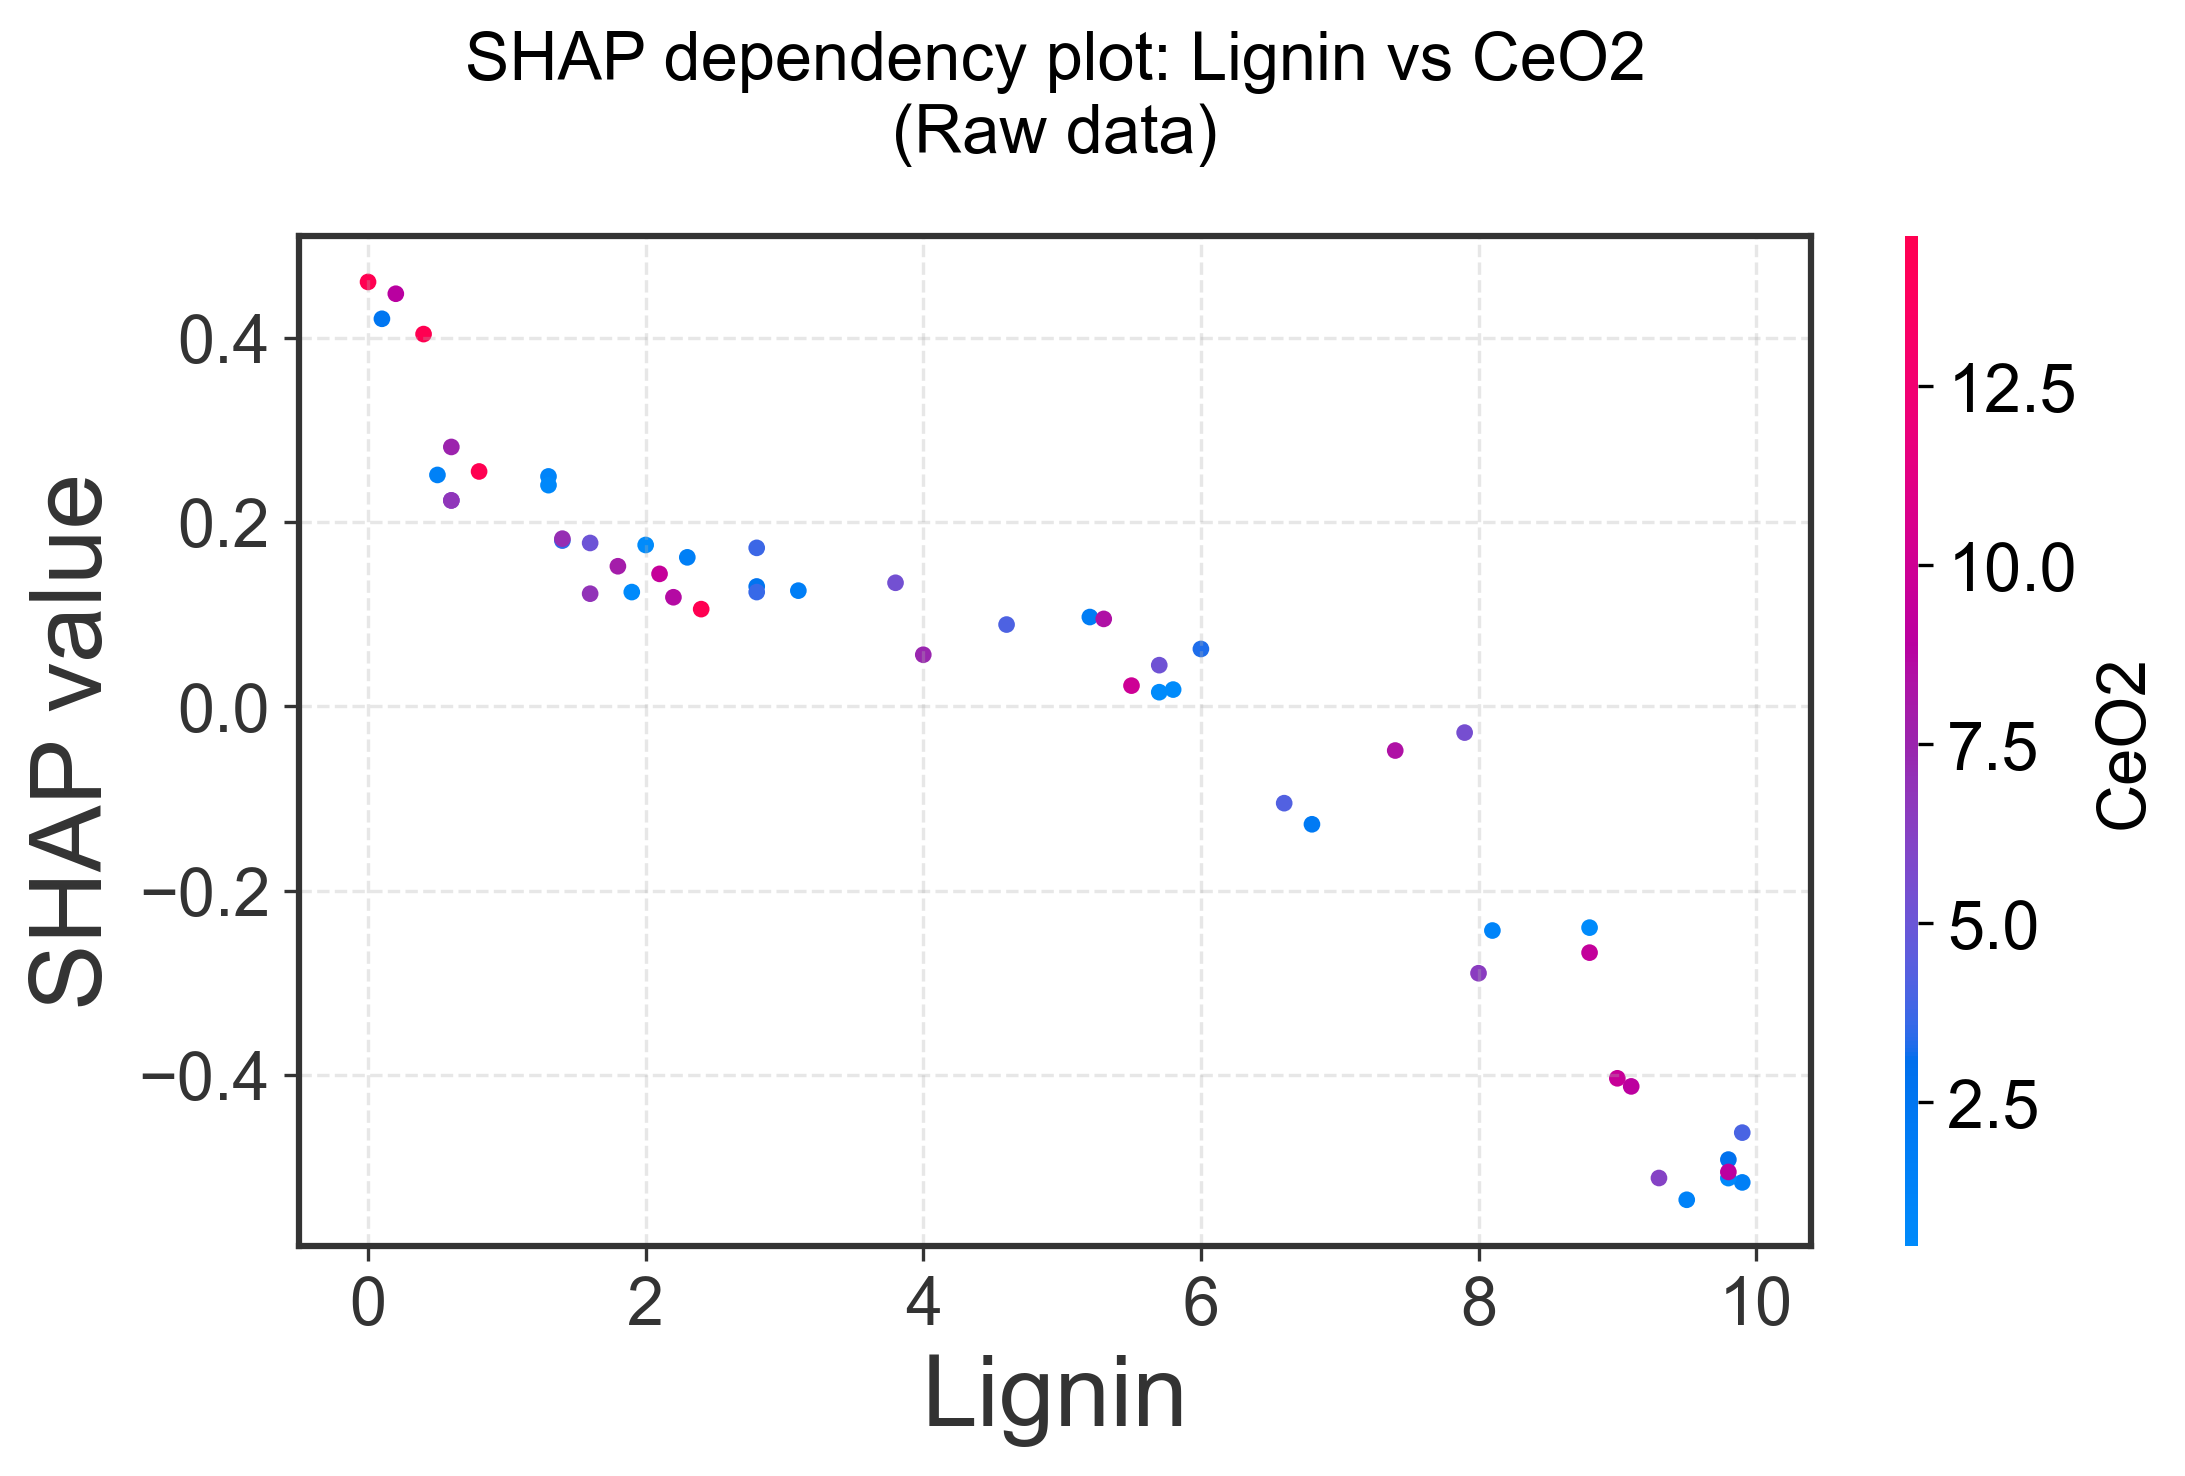 SHAP dependency plot: Lignin vs CeO2
(Raw data)
SHAP value
0.4
0.2
0.0
−0.2
−0.4
0 2 4 6 8 10
Lignin
12.5
10.0
7.5
5.0
2.5
CeO2